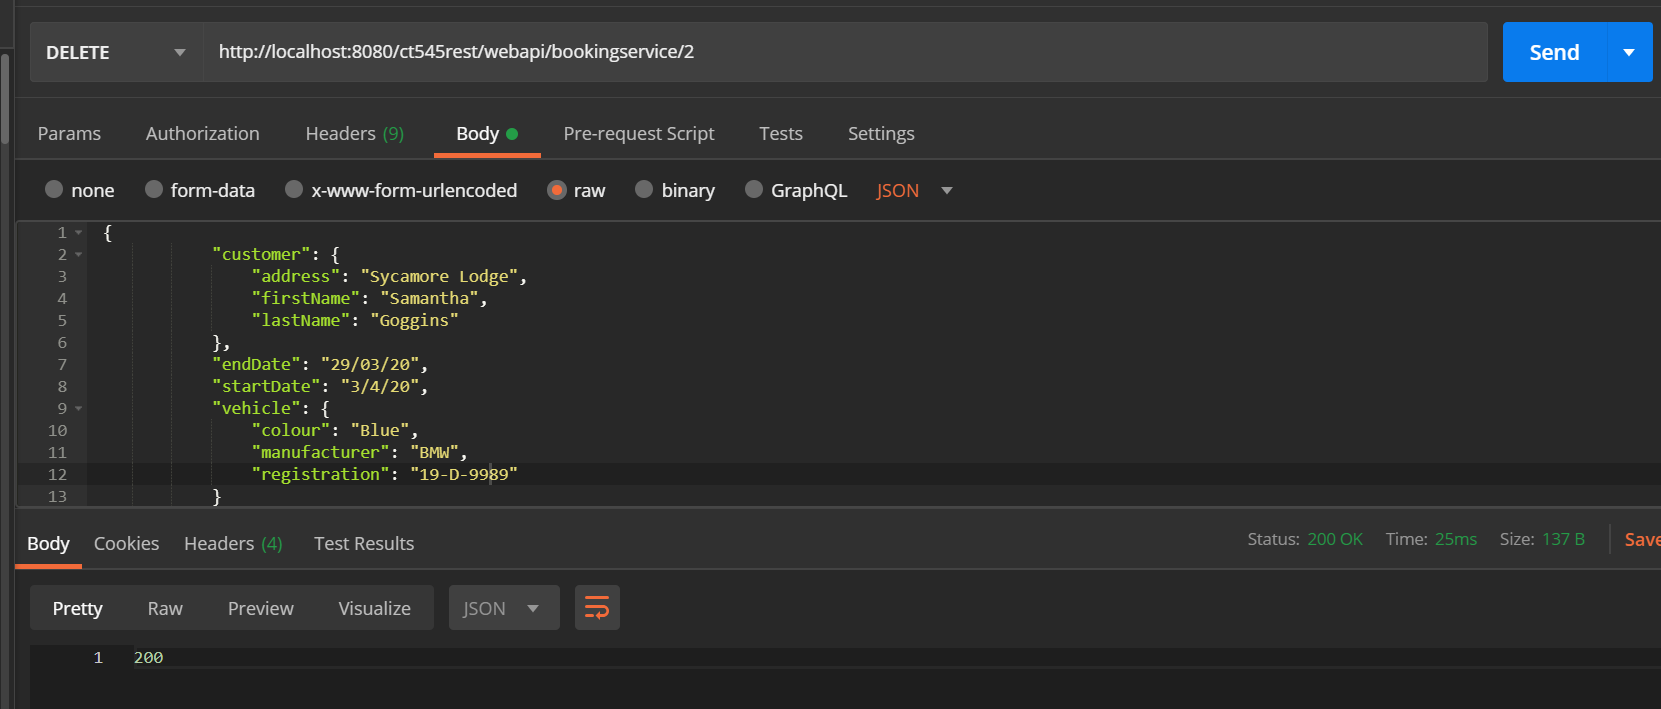 DELETE http://localhost:8080/ct545rest/webapi/bookingservice/2 Send
Params Authorization Headers (9) Body Pre-request Script Tests Settings
none form-data x-www-form-urlencoded raw binary GraphQL JSON
1 {
2 "customer": {
3 "address": "Sycamore Lodge",
4 "firstName": "Samantha",
5 "lastName": "Goggins"
6 },
7 "endDate": "29/03/20",
8 "startDate": "3/4/20",
9 "vehicle": {
10 "colour": "Blue",
11 "manufacturer": "BMW",
12 "registration": "19-D-9989"
13 }
Body Cookies Headers (4) Test Results Status: 200 OK Time: 25ms Size: 137 B Save
Pretty Raw Preview Visualize JSON
1 200